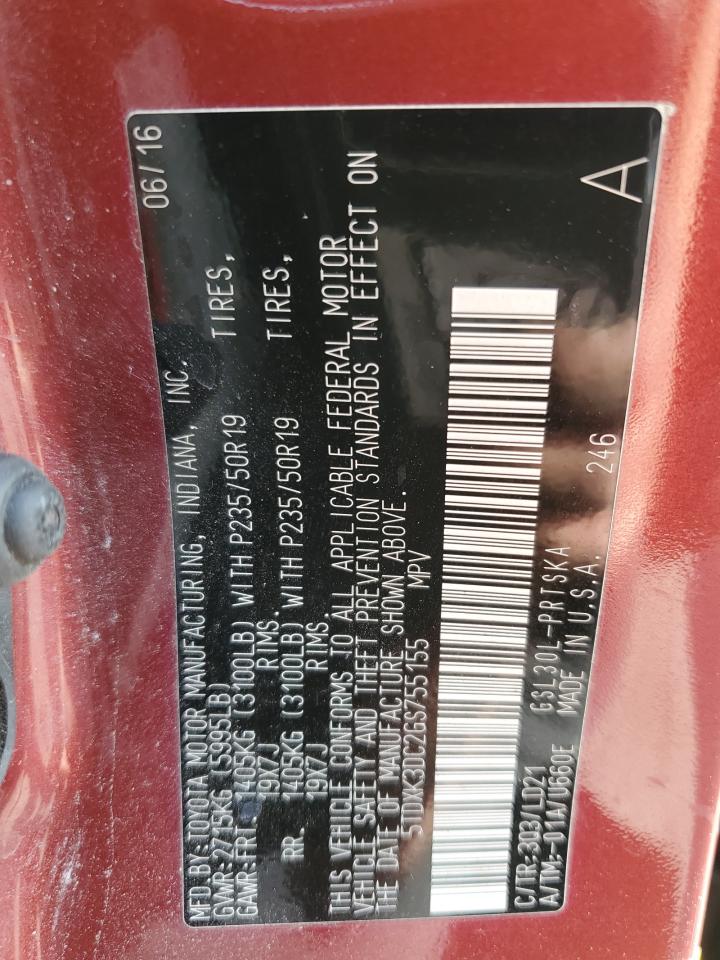 MFD BY:TOYOTA MOTOR MANUFACTURING, INDIANA, INC. 06/16
GVWR:2715KG (5995LB)
GAWR:FRT. 1405KG (3100LB) WITH P235/50R19 TIRES,
19X7J RIMS.
RR. 1405KG (3100LB) WITH P235/50R19 TIRES,
19X7J RIMS.
THIS VEHICLE CONFORMS TO ALL APPLICABLE FEDERAL MOTOR
VEHICLE SAFETY AND THEFT PREVENTION STANDARDS IN EFFECT ON
THE DATE OF MANUFACTURE SHOWN ABOVE.
5TDXK3DC2GS755155 MPV
C/TR:3Q3/LD21 GSL30L-PRTSKA 246
A/TM:-01A/U660E MADE IN U.S.A.
A